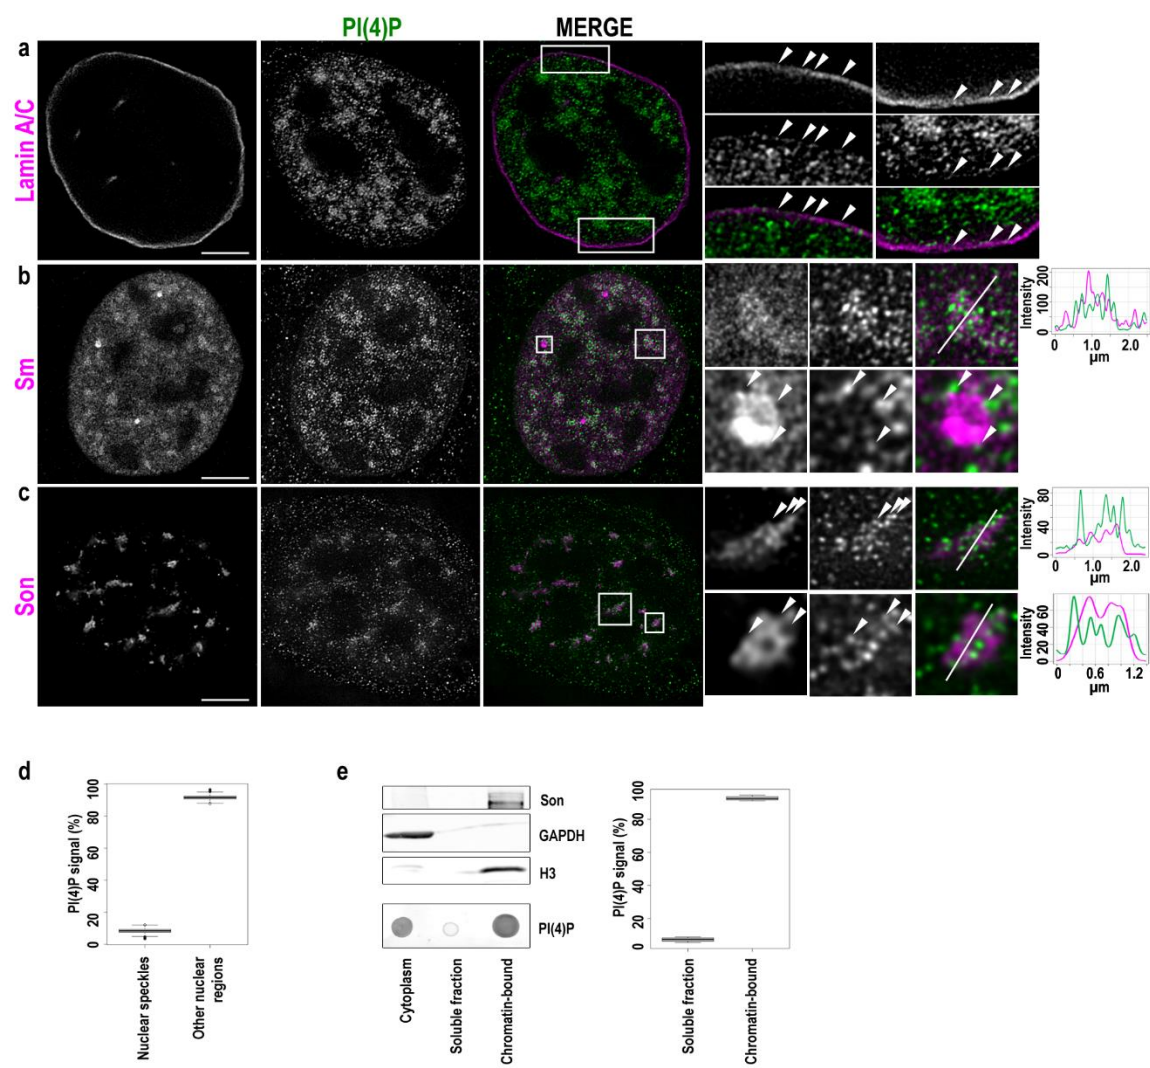 PI(4)P
MERGE
a
Lamin A/C
b
Sm
Intensity
0 100 200
1.0 2.0
µm
c
Son
Intensity
0 40 80
1.0 2.0
µm
Intensity
0 20 40 60
0 0.6 1.2
µm
d
PI(4)P signal (%)
0 20 40 60 80 100
Nuclear speckles
Other nuclear
regions
e
Son
GAPDH
H3
PI(4)P
Cytoplasm
Soluble fraction
Chromatin-bound
PI(4)P signal (%)
0 20 40 60 80 100
Soluble fraction
Chromatin-bound